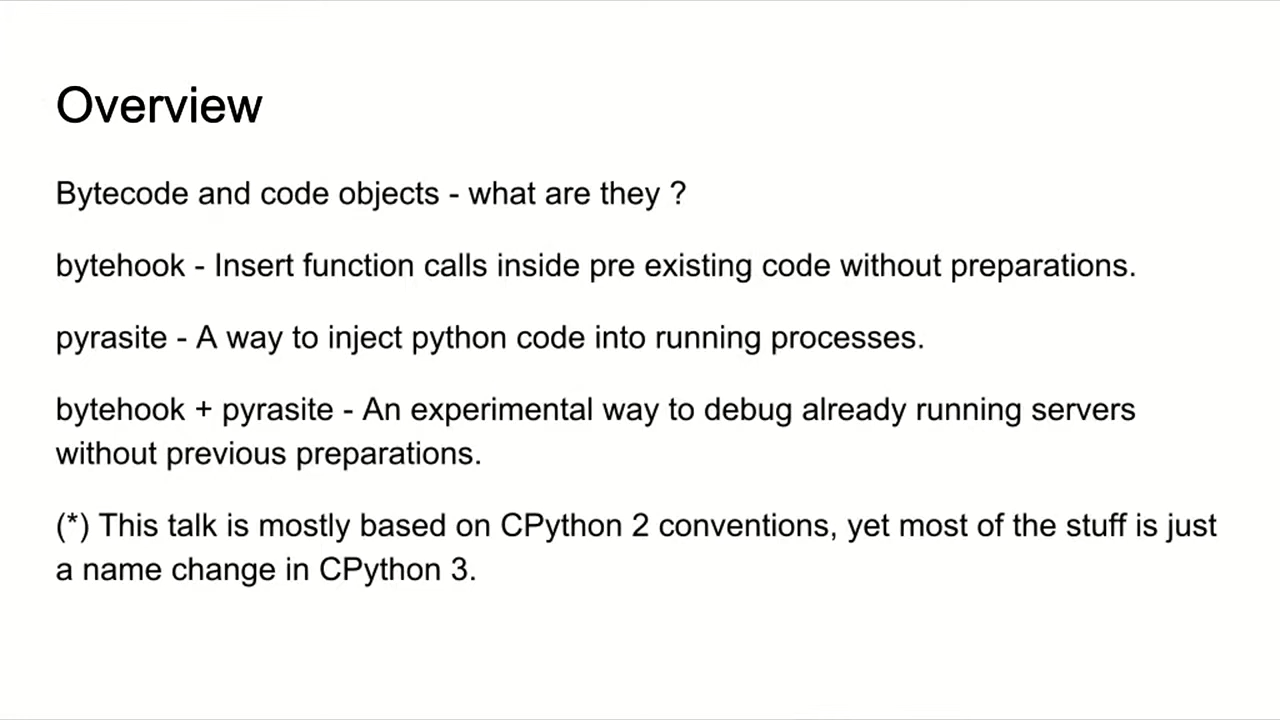 Overview
Bytecode and code objects - what are they ?
bytehook - Insert function calls inside pre existing code without preparations.
pyrasite - A way to inject python code into running processes.
bytehook + pyrasite - An experimental way to debug already running servers
without previous preparations.
(*) This talk is mostly based on CPython 2 conventions, yet most of the stuff is just
a name change in CPython 3.